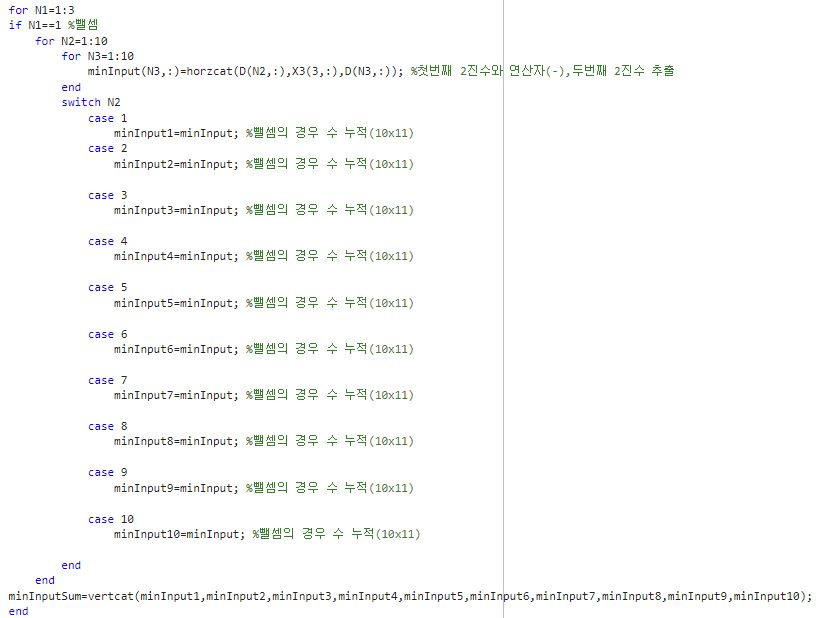 for N1=1:3
if N1==1 %뺄셈
for N2=1:10
for N3=1:10
minInput(N3,:)=horzcat(D(N2,:),X3(3,:),D(N3,:)); %첫번째 2진수와 연산자(-),두번째 2진수 추출
end
switch N2
case 1
minInput1=minInput; %뺄셈의 경우 수 누적(10x11)
case 2
minInput2=minInput; %뺄셈의 경우 수 누적(10x11)
case 3
minInput3=minInput; %뺄셈의 경우 수 누적(10x11)
case 4
minInput4=minInput; %뺄셈의 경우 수 누적(10x11)
case 5
minInput5=minInput; %뺄셈의 경우 수 누적(10x11)
case 6
minInput6=minInput; %뺄셈의 경우 수 누적(10x11)
case 7
minInput7=minInput; %뺄셈의 경우 수 누적(10x11)
case 8
minInput8=minInput; %뺄셈의 경우 수 누적(10x11)
case 9
minInput9=minInput; %뺄셈의 경우 수 누적(10x11)
case 10
minInput10=minInput; %뺄셈의 경우 수 누적(10x11)
end
end
minInputSum=vertcat(minInput1,minInput2,minInput3,minInput4,minInput5,minInput6,minInput7,minInput8,minInput9,minInput10);
end